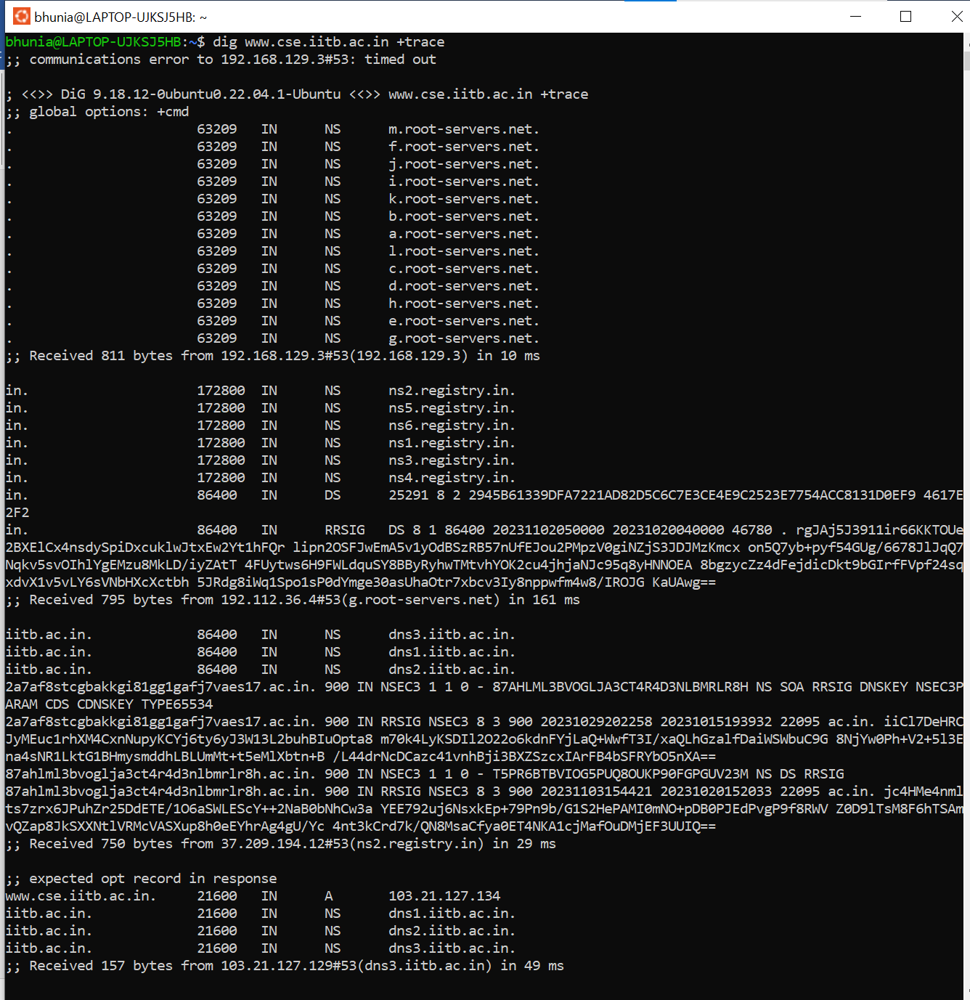 bhunia@LAPTOP-UJKSJ5HB: ~
bhunia@LAPTOP-UJKSJ5HB:~$ dig www.cse.iitb.ac.in +trace
;; communications error to 192.168.129.3#53: timed out
; <<>> DiG 9.18.12-0ubuntu0.22.04.1-Ubuntu <<>> www.cse.iitb.ac.in +trace
;; global options: +cmd
. 63209 IN NS m.root-servers.net.
. 63209 IN NS f.root-servers.net.
. 63209 IN NS j.root-servers.net.
. 63209 IN NS i.root-servers.net.
. 63209 IN NS k.root-servers.net.
. 63209 IN NS b.root-servers.net.
. 63209 IN NS a.root-servers.net.
. 63209 IN NS l.root-servers.net.
. 63209 IN NS c.root-servers.net.
. 63209 IN NS d.root-servers.net.
. 63209 IN NS h.root-servers.net.
. 63209 IN NS e.root-servers.net.
. 63209 IN NS g.root-servers.net.
;; Received 811 bytes from 192.168.129.3#53(192.168.129.3) in 10 ms
in. 172800 IN NS ns2.registry.in.
in. 172800 IN NS ns5.registry.in.
in. 172800 IN NS ns6.registry.in.
in. 172800 IN NS ns1.registry.in.
in. 172800 IN NS ns3.registry.in.
in. 172800 IN NS ns4.registry.in.
in. 86400 IN DS 25291 8 2 2945B61339DFA7221AD82D5C6C7E3CE4E9C2523E7754ACC8131D0EF9 4617E
2F2
in. 86400 IN RRSIG DS 8 1 86400 20231102050000 20231020040000 46780 . rgJAj5J3911ir66KKTOUe
2BXElCx4nsdySpiDxcuklwJtxEw2Yt1hFQr lipn2OSFJwEmA5v1yOdBSzRB57nUfEJou2PMpzV0giNZjS3JDJMzKmcx on5Q7yb+pyf54GUg/6678JlJqQ7
Nqkv5svOIhlYgEMzu8MkLD/iyZAtT 4FUytws6H9FWLdquSY8BByRyhwTMtvhYOK2cu4jhjaNJc95q8yHNNOEA 8bgzycZz4dFejdicDkt9bGIrfFVpf24sq
xdvX1v5vLY6sVNbHXcXctbh 5JRdg8iWq1Spo1sP0dYmge30asUhaOtr7xbcv3Iy8nppwfm4w8/IROJG KaUAwg==
;; Received 795 bytes from 192.112.36.4#53(g.root-servers.net) in 161 ms
iitb.ac.in. 86400 IN NS dns3.iitb.ac.in.
iitb.ac.in. 86400 IN NS dns1.iitb.ac.in.
iitb.ac.in. 86400 IN NS dns2.iitb.ac.in.
2a7af8stcgbakkgi81gg1gafj7vaes17.ac.in. 900 IN NSEC3 1 1 0 - 87AHLML3BVOGLJA3CT4R4D3NLBMRLR8H NS SOA RRSIG DNSKEY NSEC3P
ARAM CDS CDNSKEY TYPE65534
2a7af8stcgbakkgi81gg1gafj7vaes17.ac.in. 900 IN RRSIG NSEC3 8 3 900 20231029202258 20231015193932 22095 ac.in. iiCl7DeHRC
JyMEuc1rhXM4CxnNupyKCYj6ty6yJ3W13L2buhBIuOpta8 m70k4LyKSDIl2O22o6kdnFYjLaQ+WwfT3I/xaQLhGzalfDaiWSWbuC9G 8NjYw0Ph+V2+5l3E
na4sNR1LktG1BHmysmddhLBLUmMt+t5eMlXbtn+B /L44drNcDCazc41vnhBji3BXZSzcxIArFB4bSFRYbO5nXA==
87ahlml3bvoglja3ct4r4d3nlbmrlr8h.ac.in. 900 IN NSEC3 1 1 0 - T5PR6BTBVIOG5PUQ8OUKP90FGPGUV23M NS DS RRSIG
87ahlml3bvoglja3ct4r4d3nlbmrlr8h.ac.in. 900 IN RRSIG NSEC3 8 3 900 20231103154421 20231020152033 22095 ac.in. jc4HMe4nml
ts7zrx6JPuhZr25DdETE/1O6aSWLEScY++2NaB0bNhCw3a YEE792uj6NsxkEp+79Pn9b/G1S2HePAMI0mNO+pDB0PJEdPvgP9f8RWV Z0D9lTsM8F6hTSAm
vQZap8JkSXXNtlVRMcVASXup8h0eEYhrAg4gU/Yc 4nt3kCrd7k/QN8MsaCfya0ET4NKA1cjMafOuDMjEF3UUIQ==
;; Received 750 bytes from 37.209.194.12#53(ns2.registry.in) in 29 ms
;; expected opt record in response
www.cse.iitb.ac.in. 21600 IN A 103.21.127.134
iitb.ac.in. 21600 IN NS dns1.iitb.ac.in.
iitb.ac.in. 21600 IN NS dns2.iitb.ac.in.
iitb.ac.in. 21600 IN NS dns3.iitb.ac.in.
;; Received 157 bytes from 103.21.127.129#53(dns3.iitb.ac.in) in 49 ms